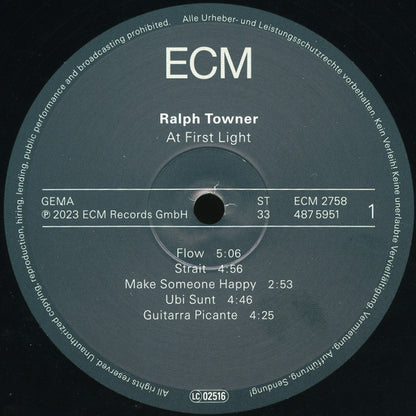 All rights reserved. Unauthorized copying, reproduction, hiring, lending, public performance and broadcasting prohibited.
Alle Urheber- und Leistungsschutzrechte vorbehalten. Kein Verleih! Keine unerlaubte Vervielfältigung, Vermietung, Aufführung, Sendung!
ECM
Ralph Towner
At First Light
GEMA ST ECM 2758
℗ 2023 ECM Records GmbH 33 487 5951 1
Flow 5:06
Strait 4:56
Make Someone Happy 2:53
Ubi Sunt 4:46
Guitarra Picante 4:25
LC 02516